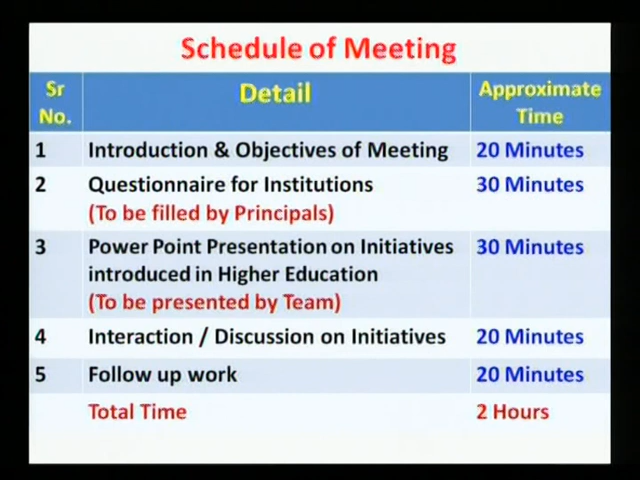 Schedule of Meeting
Sr No. Detail Approximate Time
1 Introduction & Objectives of Meeting 20 Minutes
2 Questionnaire for Institutions 30 Minutes
(To be filled by Principals)
3 Power Point Presentation on Initiatives 30 Minutes
introduced in Higher Education
(To be presented by Team)
4 Interaction / Discussion on Initiatives 20 Minutes
5 Follow up work 20 Minutes
Total Time 2 Hours